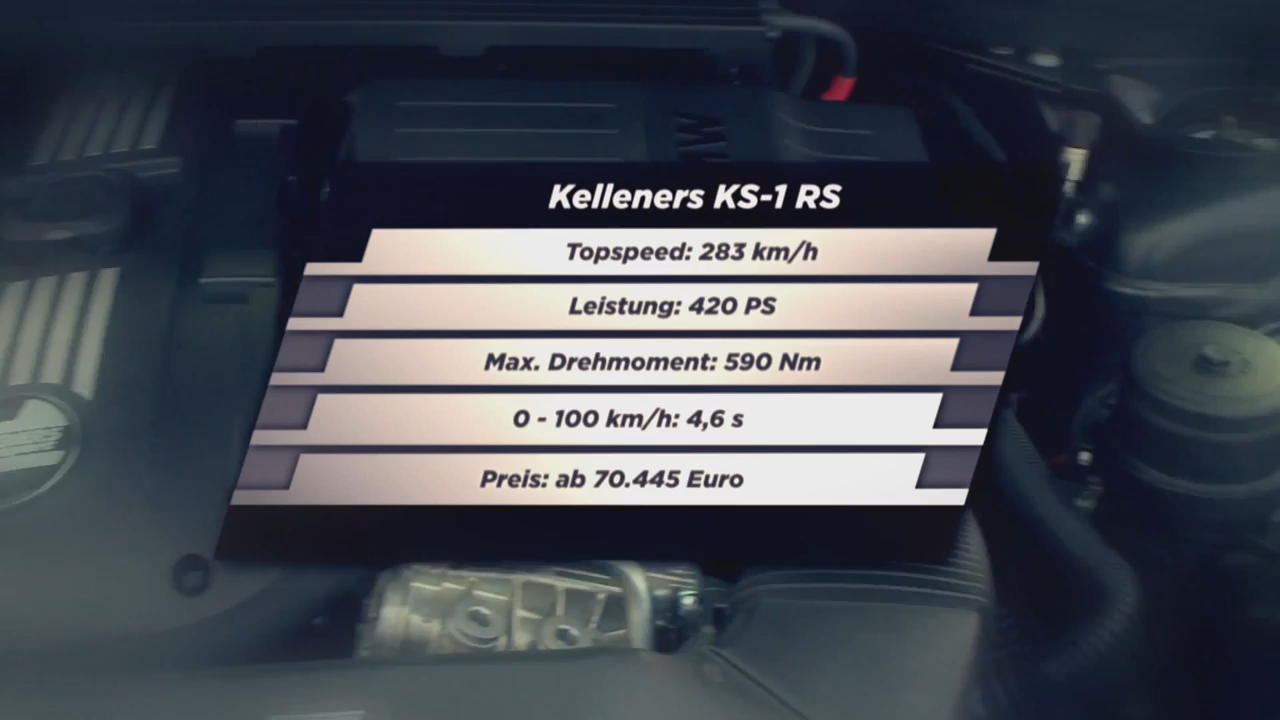 Kelleners KS-1 RS
Topspeed: 283 km/h
Leistung: 420 PS
Max. Drehmoment: 590 Nm
0 - 100 km/h: 4,6 s
Preis: ab 70.445 Euro